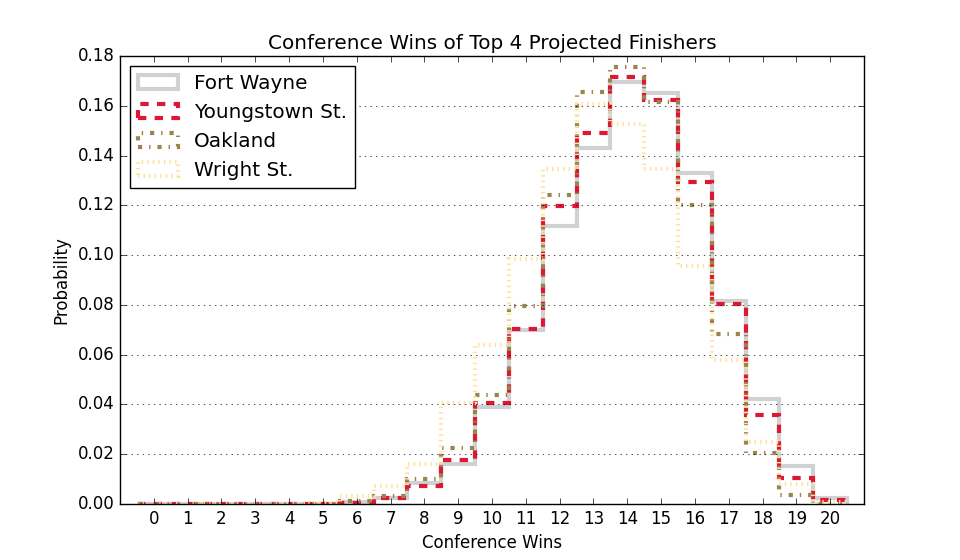 Conference Wins of Top 4 Projected Finishers
Fort Wayne
Youngstown St.
Oakland
Wright St.
Probability
0.18
0.16
0.14
0.12
0.10
0.08
0.06
0.04
0.02
0.00
0 1 2 3 4 5 6 7 8 9 10 11 12 13 14 15 16 17 18 19 20
Conference Wins